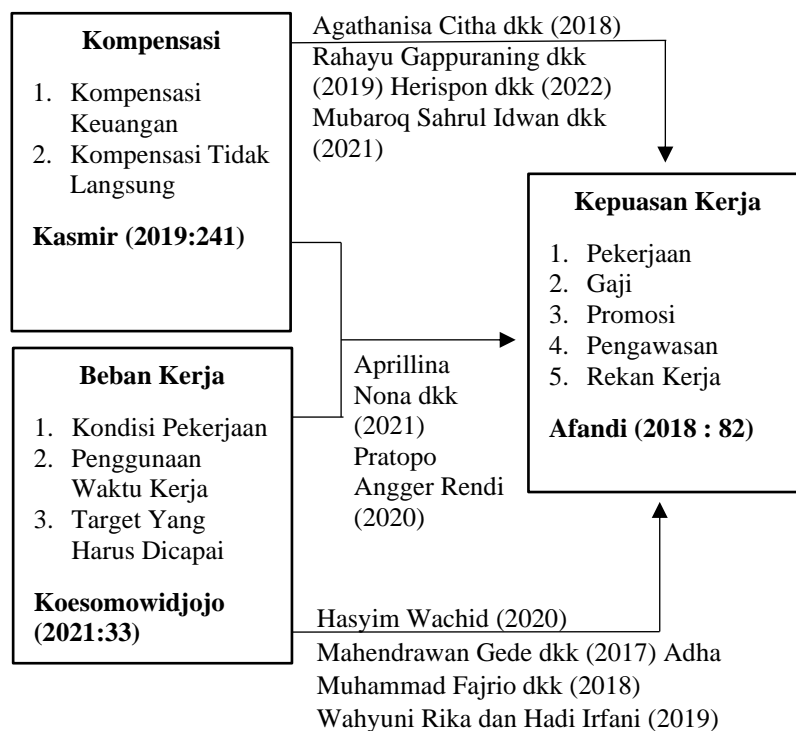 Kompensasi
1. Kompensasi
Keuangan
2. Kompensasi Tidak
Langsung
Kasmir (2019:241)
Agathanisa Citha dkk (2018)
Rahayu Gappuraning dkk
(2019) Herispon dkk (2022)
Mubaroq Sahrul Idwan dkk
(2021)
Kepuasan Kerja
1. Pekerjaan
2. Gaji
3. Promosi
4. Pengawasan
5. Rekan Kerja
Afandi (2018 : 82)
Beban Kerja
1. Kondisi Pekerjaan
2. Penggunaan
Waktu Kerja
3. Target Yang
Harus Dicapai
Koesomowidjojo
(2021:33)
Aprillina
Nona dkk
(2021)
Pratopo
Angger Rendi
(2020)
Hasyim Wachid (2020)
Mahendrawan Gede dkk (2017) Adha
Muhammad Fajrio dkk (2018)
Wahyuni Rika dan Hadi Irfani (2019)